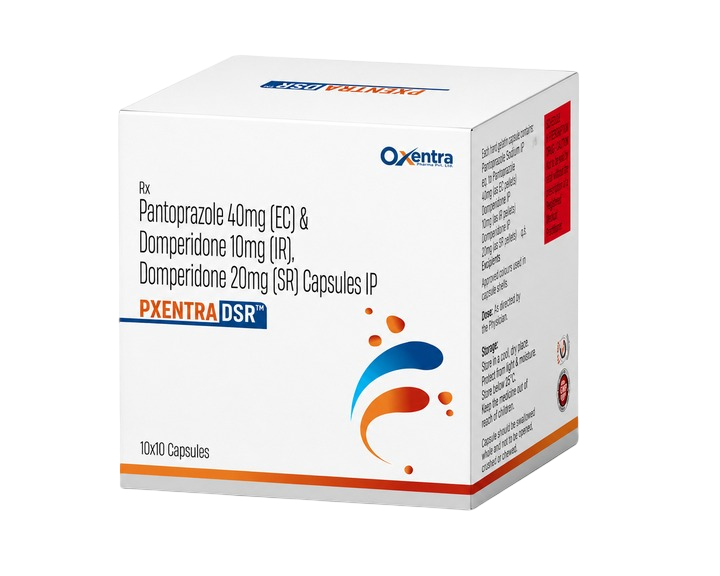 PXENTRA DSR™
Oxentra
Pharma Pvt. Ltd.
Rx
Pantoprazole 40mg (EC) &
Domperidone 10mg (IR),
Domperidone 20mg (SR) Capsules IP
PXENTRA DSR™
10x10 Capsules
Each hard gelatin capsule contains:
Pantoprazole Sodium IP
eq. to Pantoprazole
40mg (as EC pellets)
Domperidone IP
10mg (as IR pellets)
Domperidone IP
20mg (as SR pellets) q.s.
Excipients
Approved colours used in
capsule shells.
Dose: As directed by
the Physician.
Storage:
Store in a cool, dry place.
Protect from light & moisture.
Store below 25°C.
Keep the medicine out of
reach of children.
Capsule should be swallowed
whole and not to be opened,
crushed or chewed.